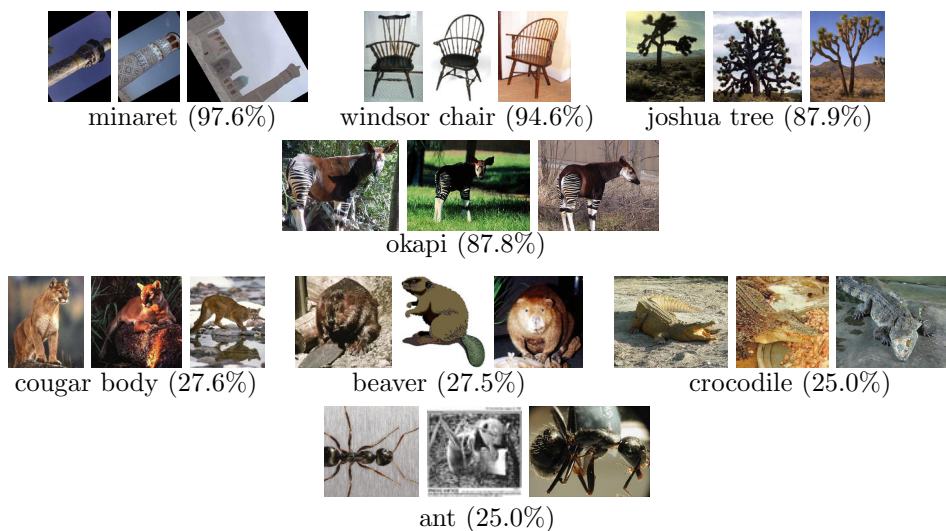 minaret (97.6%)
windsor chair (94.6%)
joshua tree (87.9%)
okapi (87.8%)
cougar body (27.6%)
beaver (27.5%)
crocodile (25.0%)
ant (25.0%)